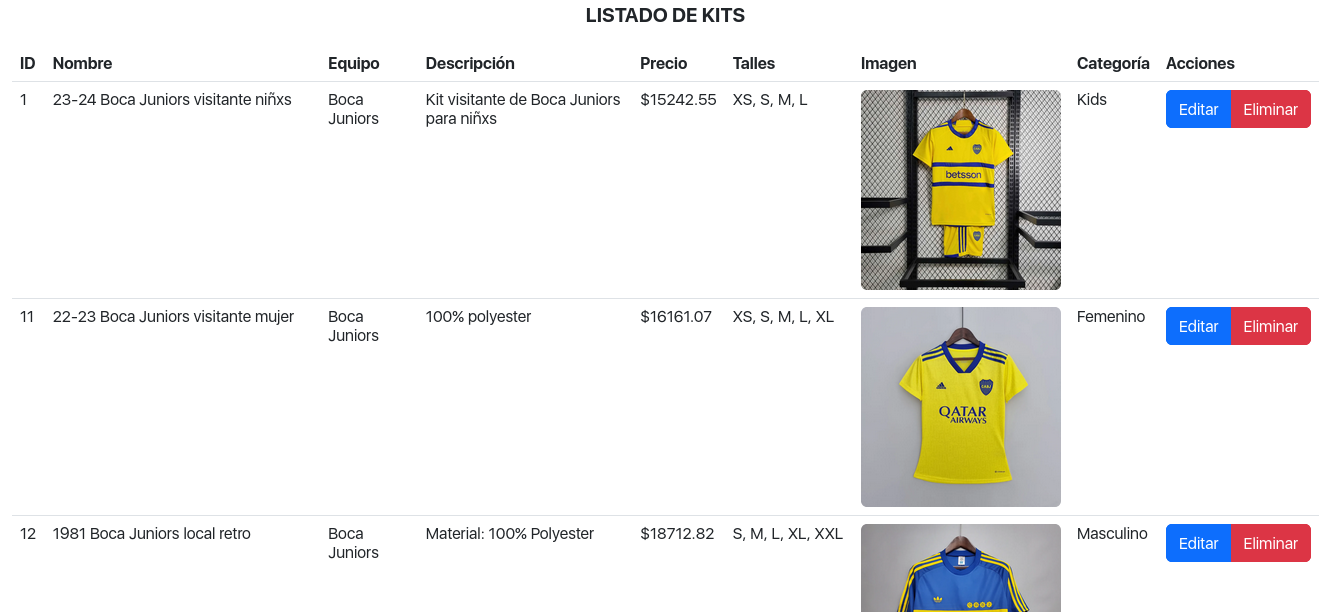 LISTADO DE KITS
ID Nombre Equipo Descripción Precio Talles Imagen Categoría Acciones
1 23-24 Boca Juniors visitante niñxs Boca Kit visitante de Boca Juniors $15242.55 XS, S, M, L Kids Editar Eliminar
Juniors para niñxs
betsson
11 22-23 Boca Juniors visitante mujer Boca 100% polyester $16161.07 XS, S, M, L, XL Femenino Editar Eliminar
Juniors
QATAR
AIRWAYS
12 1981 Boca Juniors local retro Boca Material: 100% Polyester $18712.82 S, M, L, XL, XXL Masculino Editar Eliminar
Juniors